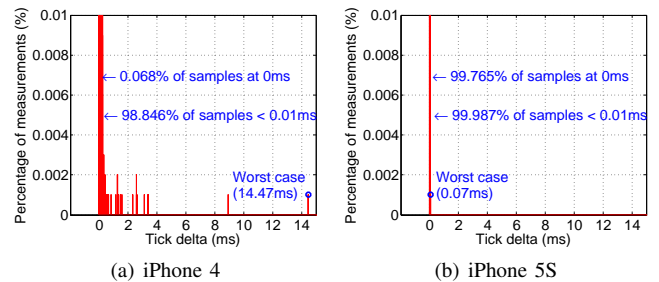 Percentage of measurements (%)
0.01
0.008
0.006
0.004
0.002
0
← 0.068% of samples at 0ms
← 98.846% of samples < 0.01ms
Worst case
(14.47ms)
0 2 4 6 8 10 12 14
Tick delta (ms)
(a) iPhone 4
Percentage of measurements (%)
0.01
0.008
0.006
0.004
0.002
0
← 99.765% of samples at 0ms
← 99.987% of samples < 0.01ms
Worst case
(0.07ms)
0 2 4 6 8 10 12 14
Tick delta (ms)
(b) iPhone 5S